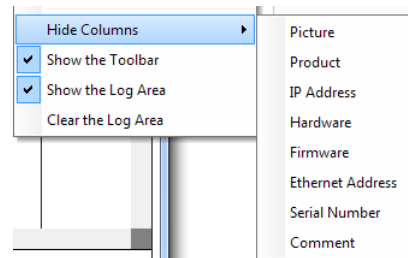 Hide Columns
Show the Toolbar
Show the Log Area
Clear the Log Area
Picture
Product
IP Address
Hardware
Firmware
Ethernet Address
Serial Number
Comment